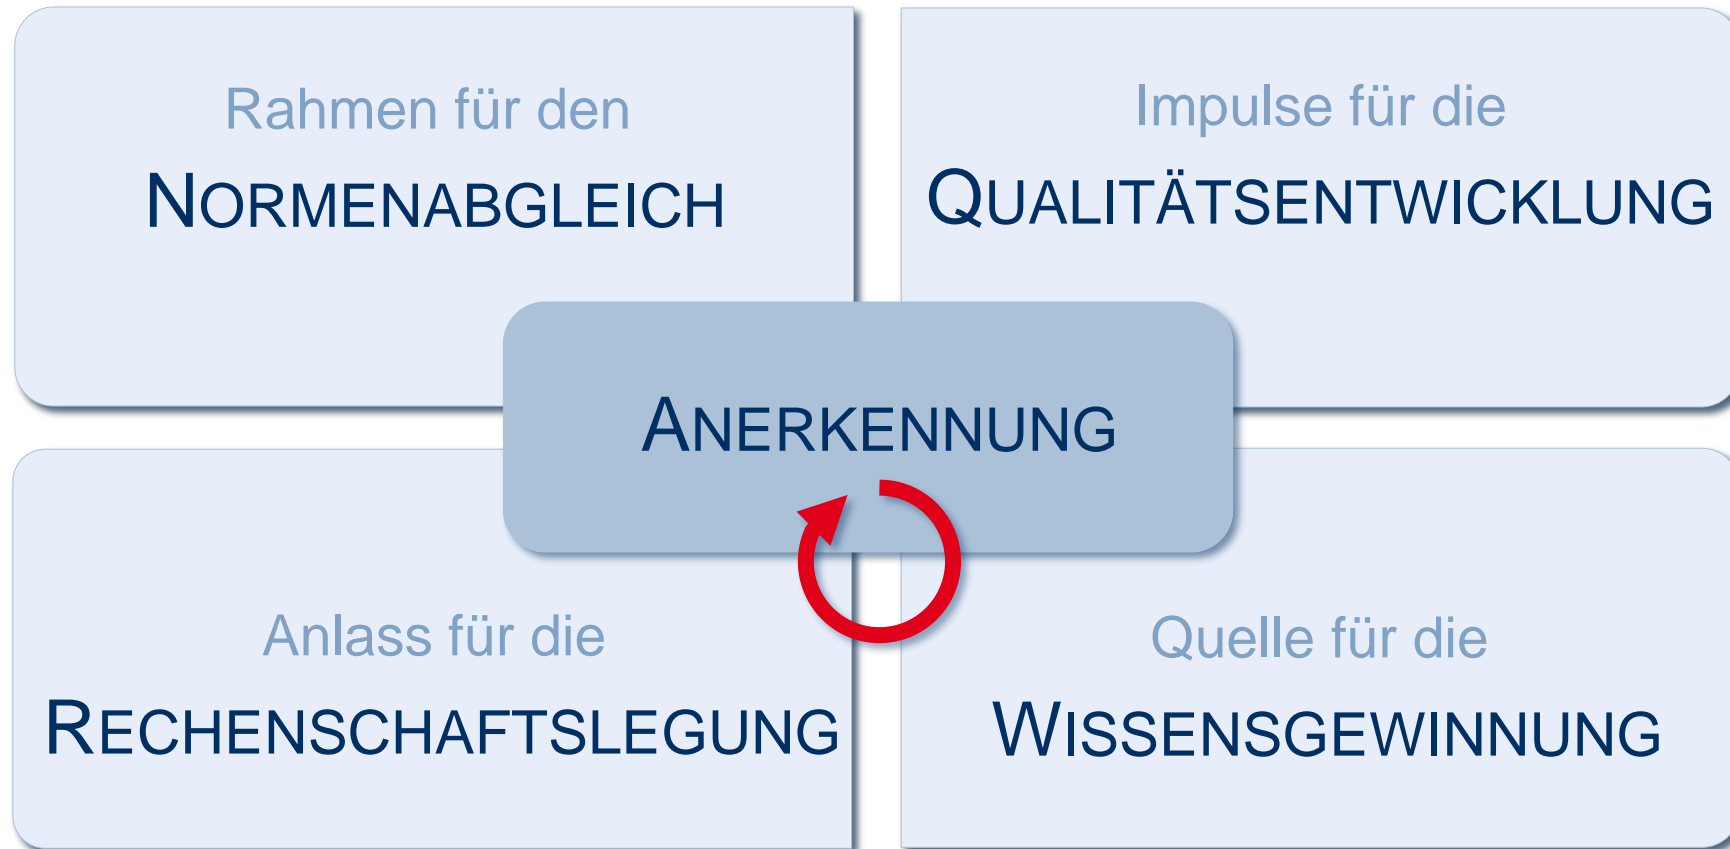 Rahmen für den
NORMENABGLEICH
Impulse für die
QUALITÄTSENTWICKLUNG
ANERKENNUNG
Anlass für die
RECHENSCHAFTSLEGUNG
Quelle für die
WISSENSGEWINNUNG